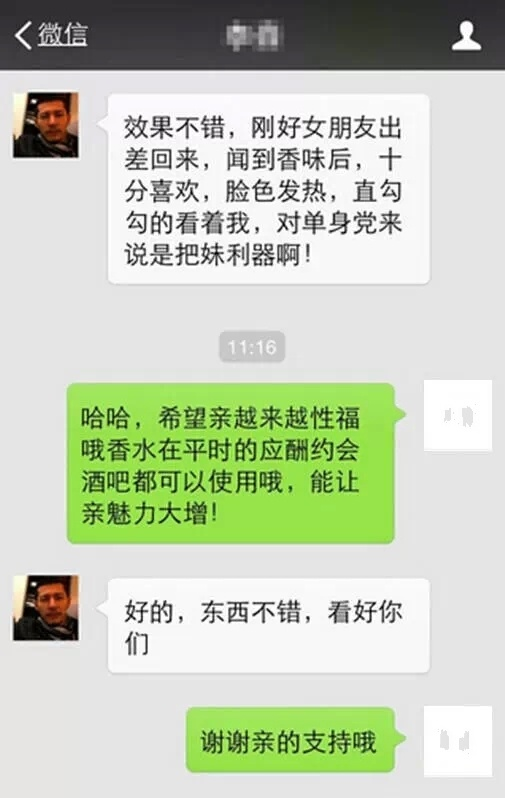 微信
效果不错，刚好女朋友出
差回来，闻到香味后，十
分喜欢，脸色发热，直勾
勾的看着我，对单身党来
说是把妹利器啊！
11:16
哈哈，希望亲越来越性福
哦香水在平时的应酬约会
酒吧都可以使用哦，能让
亲魅力大增！
好的，东西不错，看好你
们
谢谢亲的支持哦